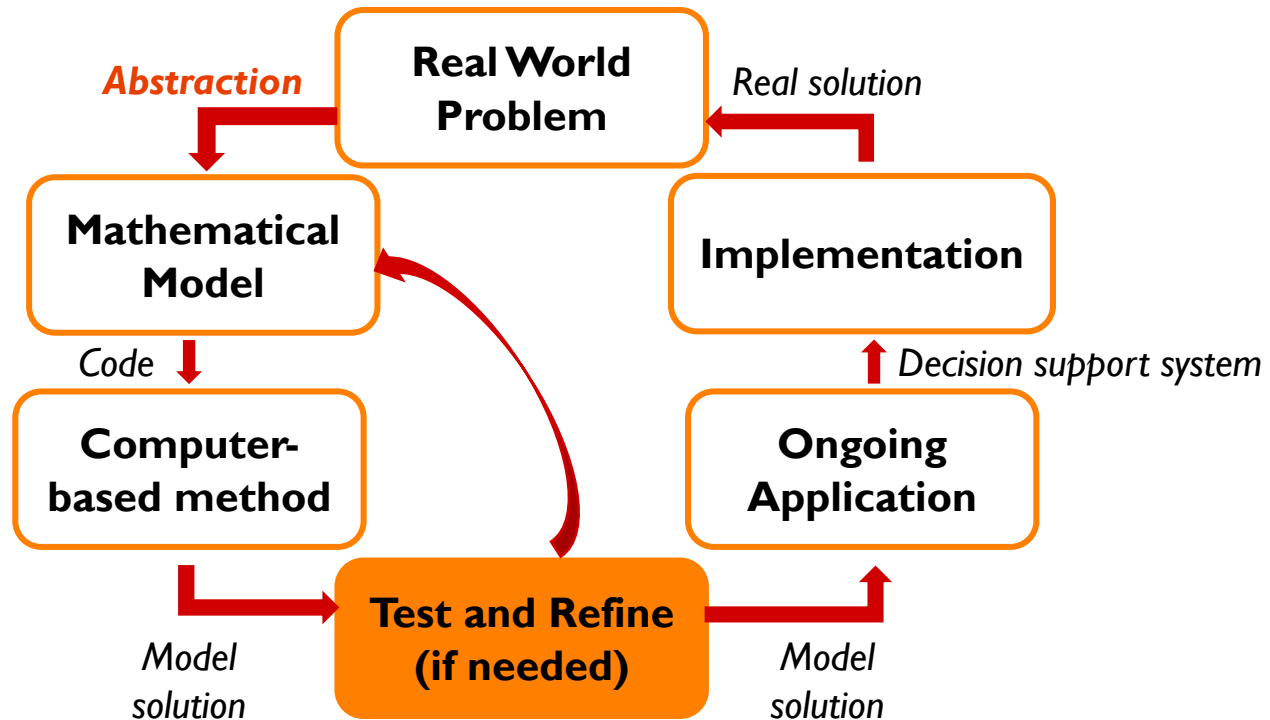 Real World
Problem
Abstraction
Real solution
Mathematical
Model
Implementation
Code
Decision support system
Computer-
based method
Ongoing
Application
Test and Refine
(if needed)
Model
solution
Model
solution